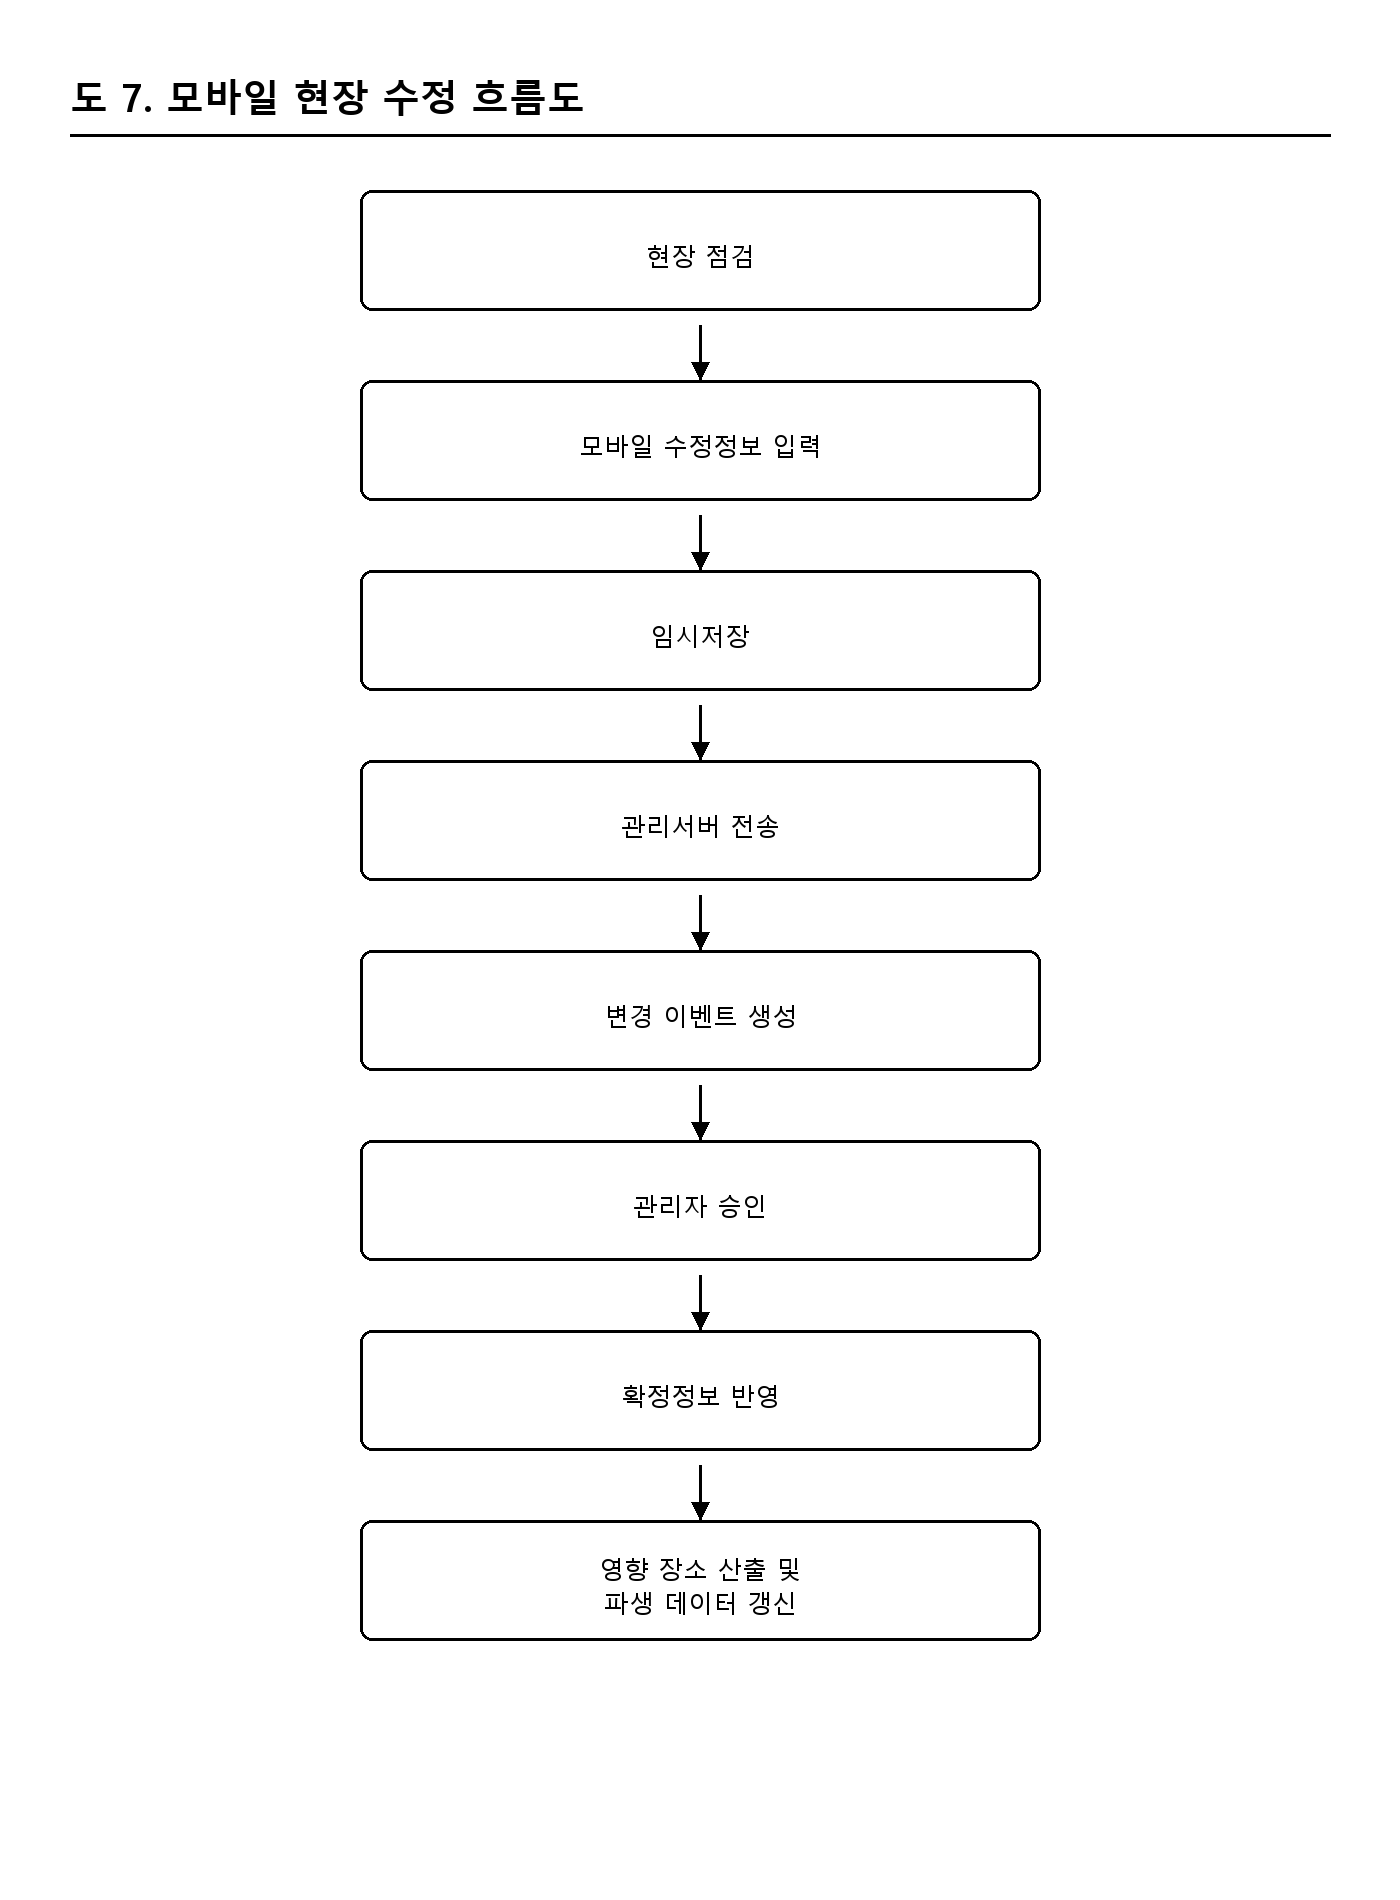 도 7. 모바일 현장 수정 흐름도
현장 점검
모바일 수정정보 입력
임시저장
관리서버 전송
변경 이벤트 생성
관리자 승인
확정정보 반영
영향 장소 산출 및
파생 데이터 갱신